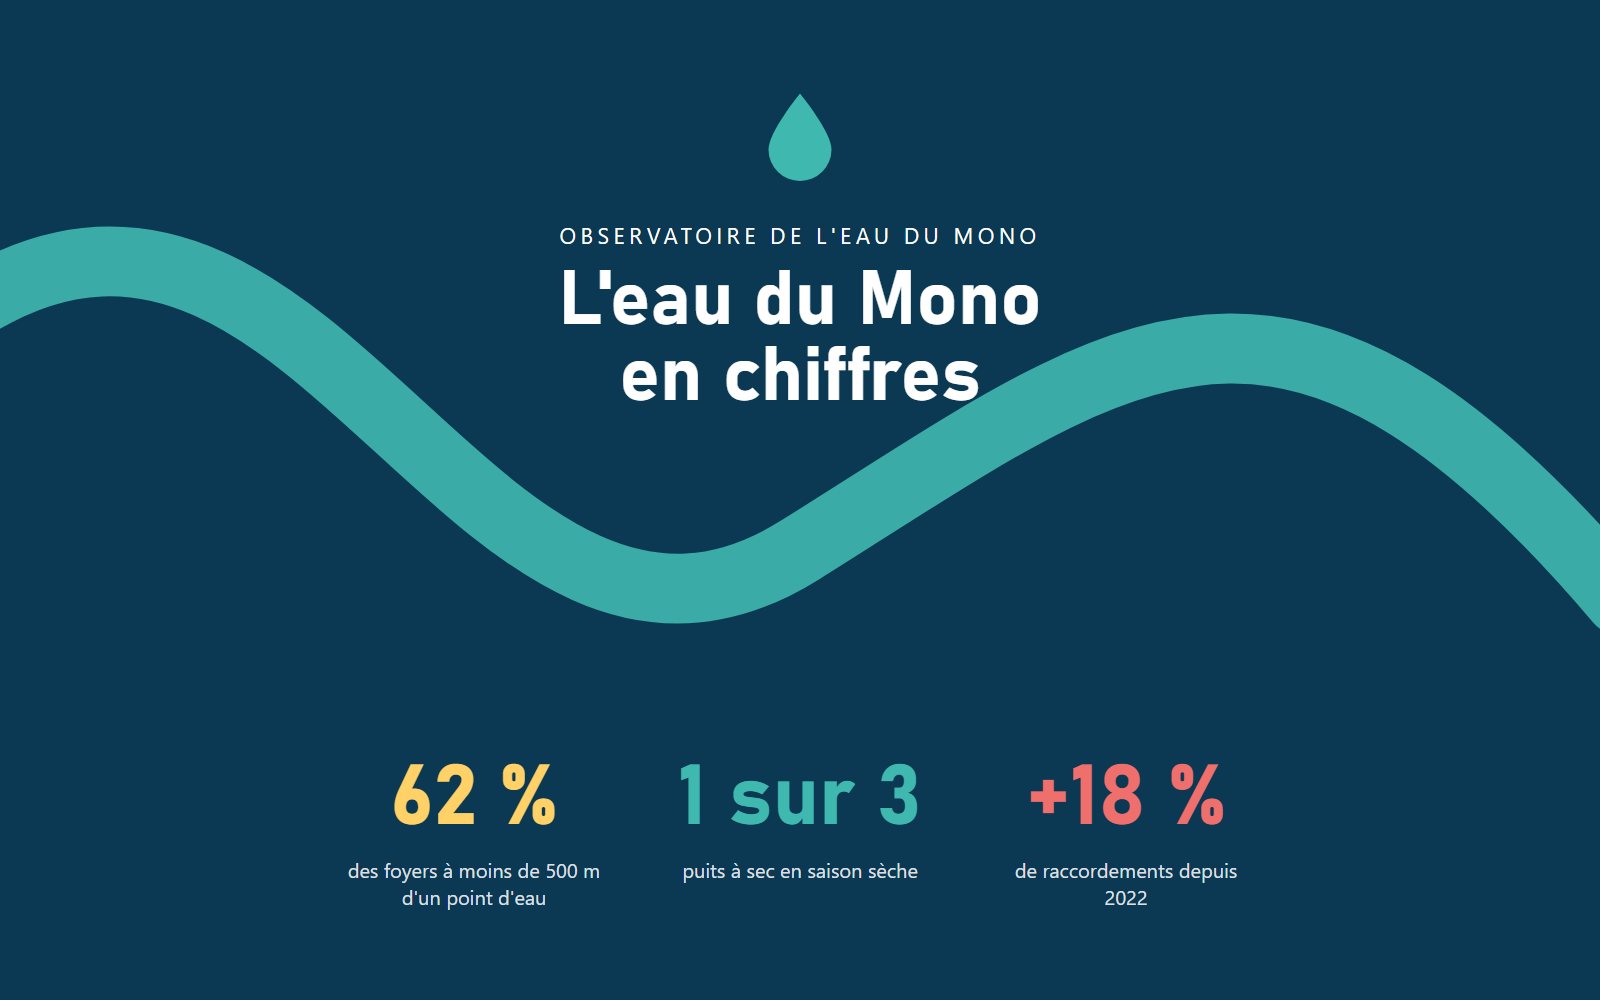 OBSERVATOIRE DE L'EAU DU MONO
L'eau du Mono
en chiffres
62 %
des foyers à moins de 500 m
d'un point d'eau
1 sur 3
puits à sec en saison sèche
+18 %
de raccordements depuis
2022